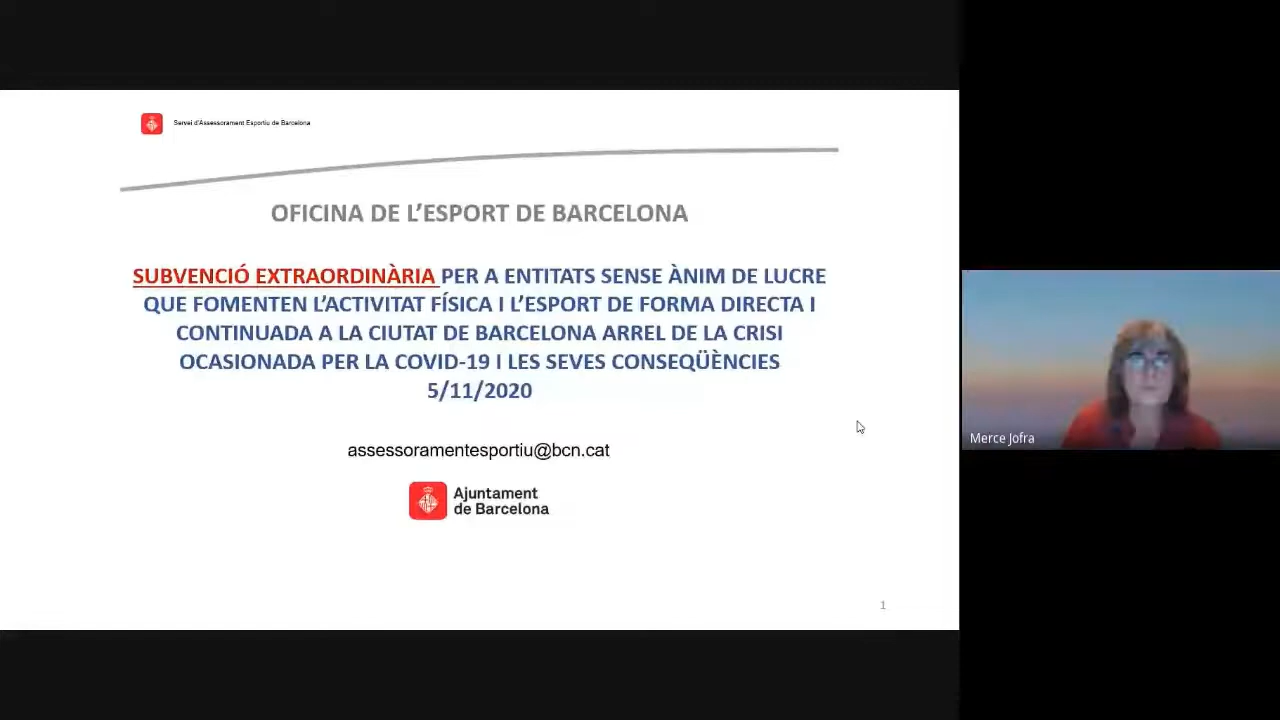 Servei d'Assessorament Esportiu de Barcelona
OFICINA DE L'ESPORT DE BARCELONA
SUBVENCIÓ EXTRAORDINÀRIA PER A ENTITATS SENSE ÀNIM DE LUCRE
QUE FOMENTEN L'ACTIVITAT FÍSICA I L'ESPORT DE FORMA DIRECTA I
CONTINUADA A LA CIUTAT DE BARCELONA ARREL DE LA CRISI
OCASIONADA PER LA COVID-19 I LES SEVES CONSEQÜÈNCIES
5/11/2020
assessoramentesportiu@bcn.cat
Ajuntament
de Barcelona
1
Merce Jofra